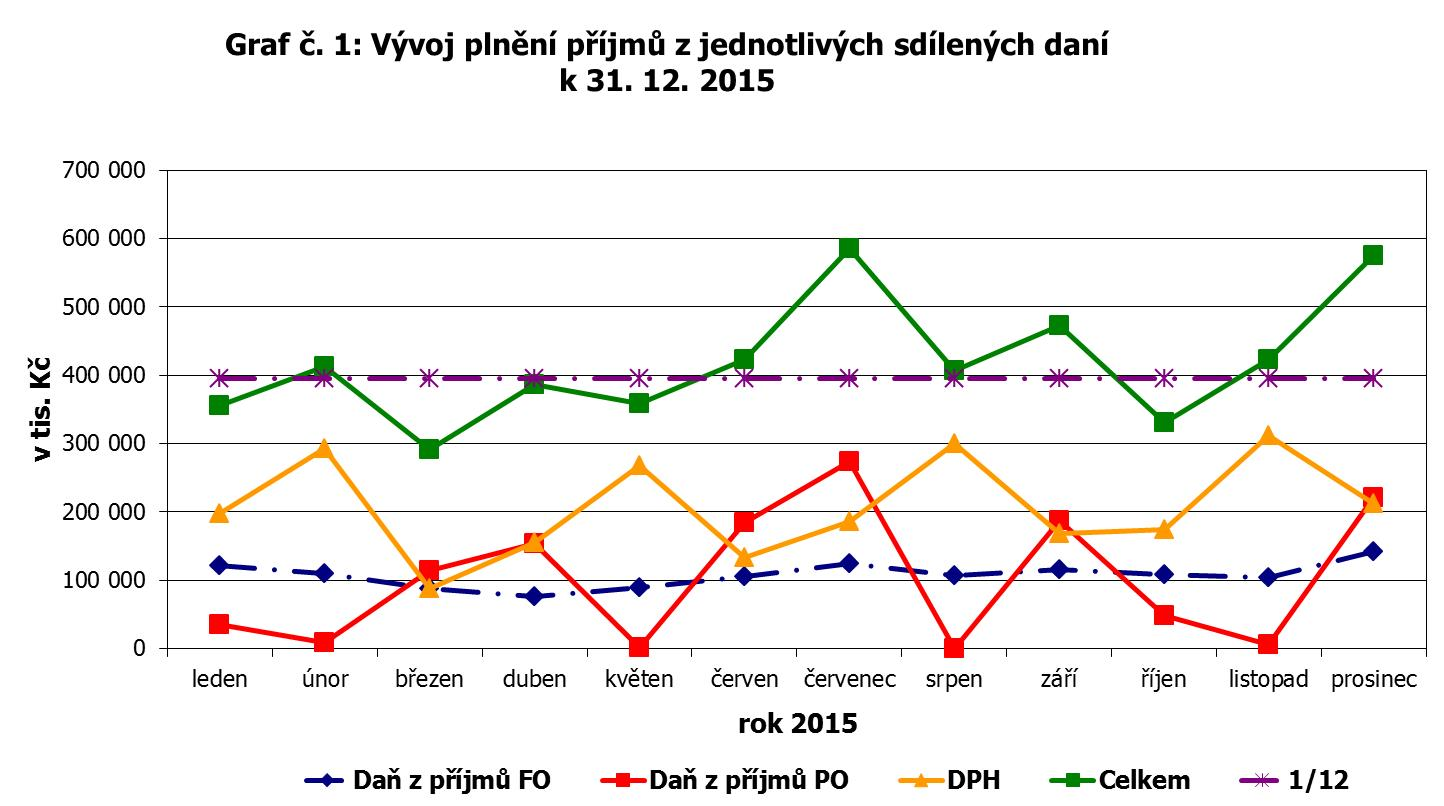 Graf č. 1: Vývoj plnění příjmů z jednotlivých sdílených daní
k 31. 12. 2015
700 000
600 000
500 000
400 000
300 000
200 000
100 000
0
v tis. Kč
leden únor březen duben květen červen červenec srpen září říjen listopad prosinec
rok 2015
Daň z příjmů FO Daň z příjmů PO DPH Celkem 1/12